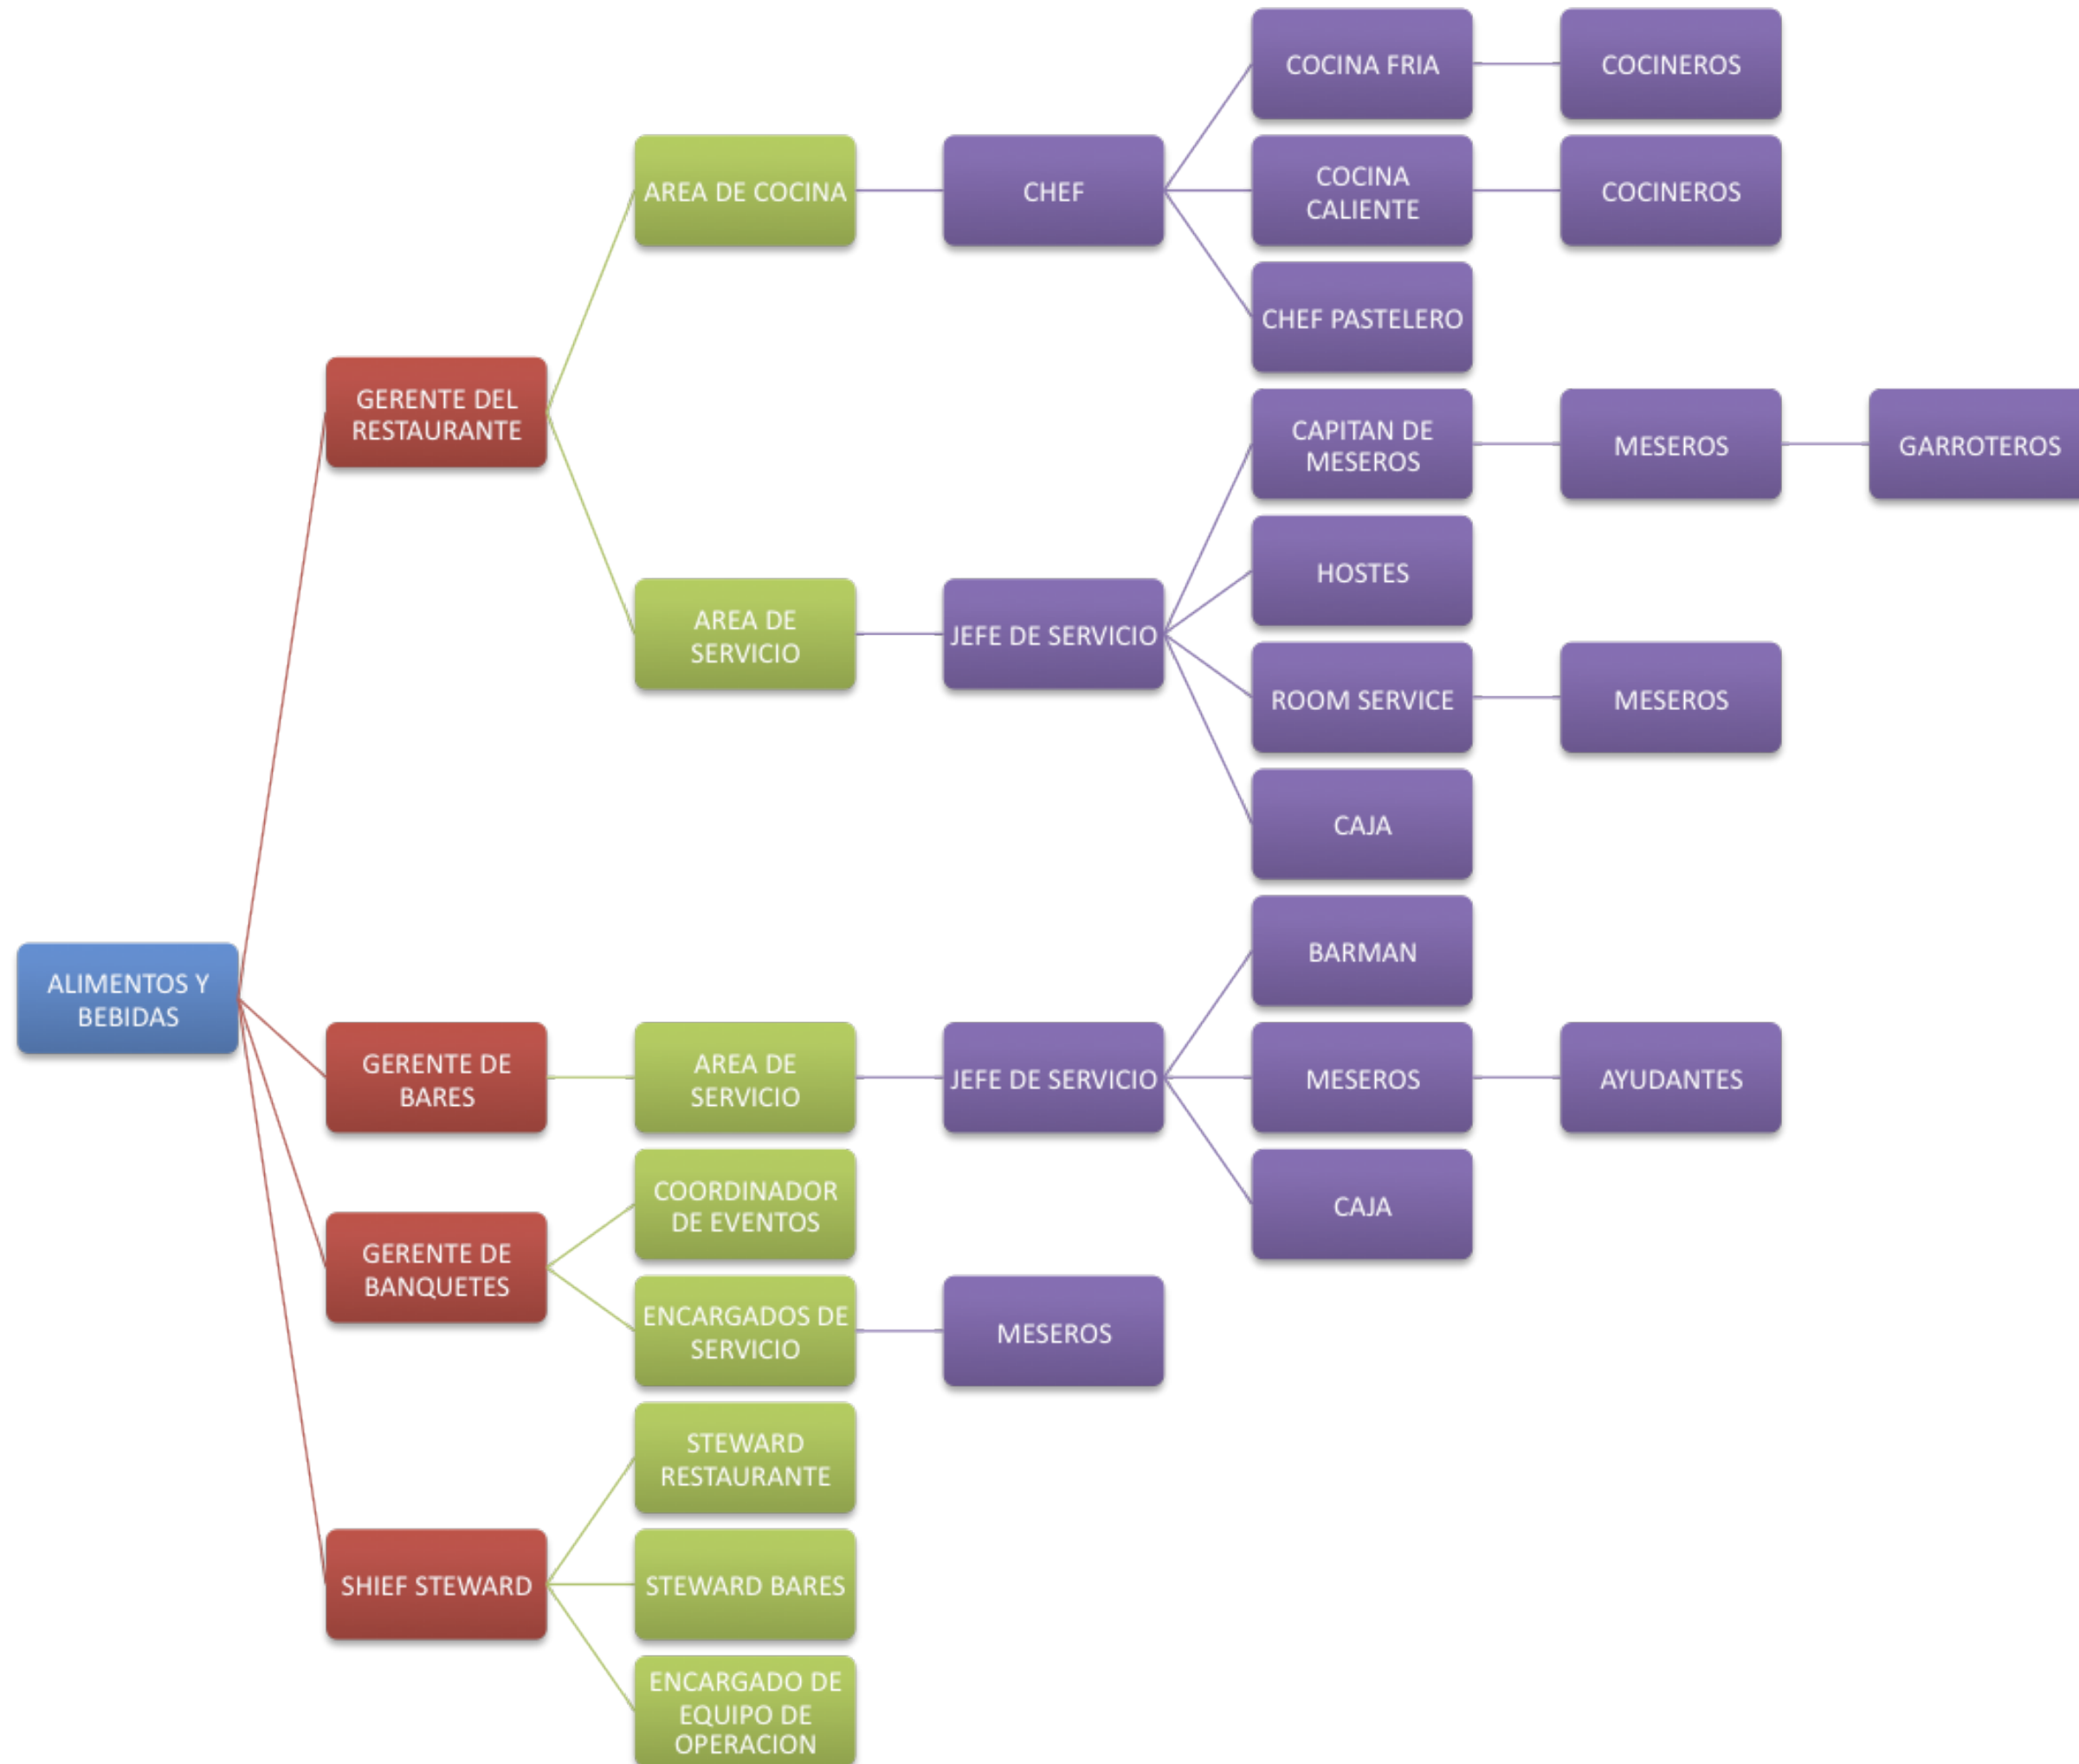 COCINA FRIA
COCINEROS
AREA DE COCINA
CHEF
COCINA
CALIENTE
COCINEROS
CHEF PASTELERO
GERENTE DEL
RESTAURANTE
CAPITAN DE
MESEROS
MESEROS
GARROTEROS
HOSTES
AREA DE
SERVICIO
JEFE DE SERVICIO
ROOM SERVICE
MESEROS
CAJA
ALIMENTOS Y
BEBIDAS
BARMAN
GERENTE DE
BARES
AREA DE
SERVICIO
JEFE DE SERVICIO
MESEROS
AYUDANTES
CAJA
GERENTE DE
BANQUETES
COORDINADOR
DE EVENTOS
ENCARGADOS DE
SERVICIO
MESEROS
SHIEF STEWARD
STEWARD
RESTAURANTE
STEWARD BARES
ENCARGADO DE
EQUIPO DE
OPERACION